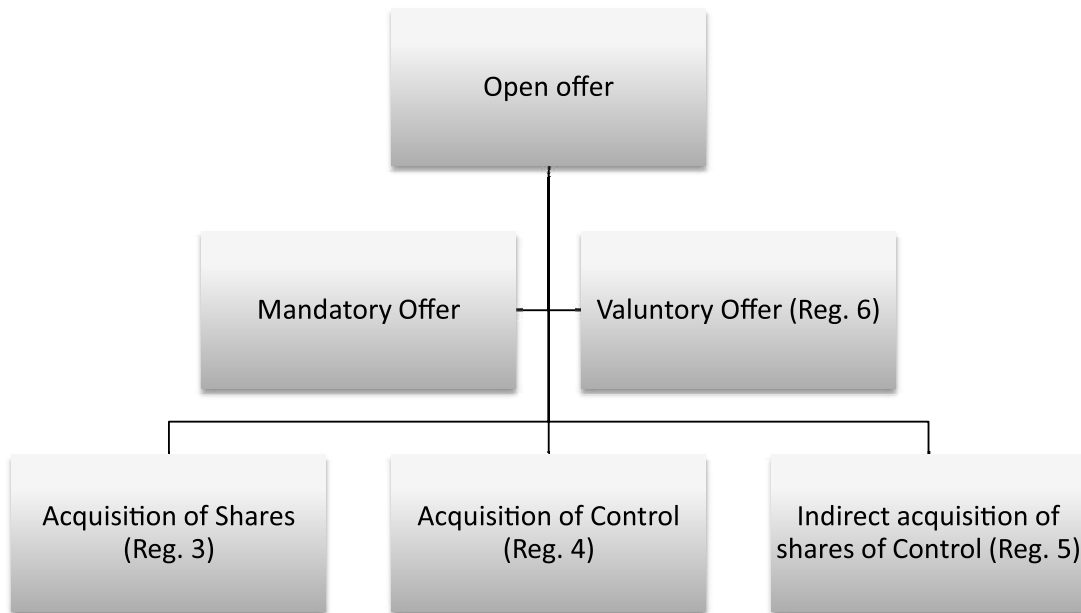 Open offer
Mandatory Offer
Valuntory Offer (Reg. 6)
Acquisition of Shares
(Reg. 3)
Acquisition of Control
(Reg. 4)
Indirect acquisition of
shares of Control (Reg. 5)